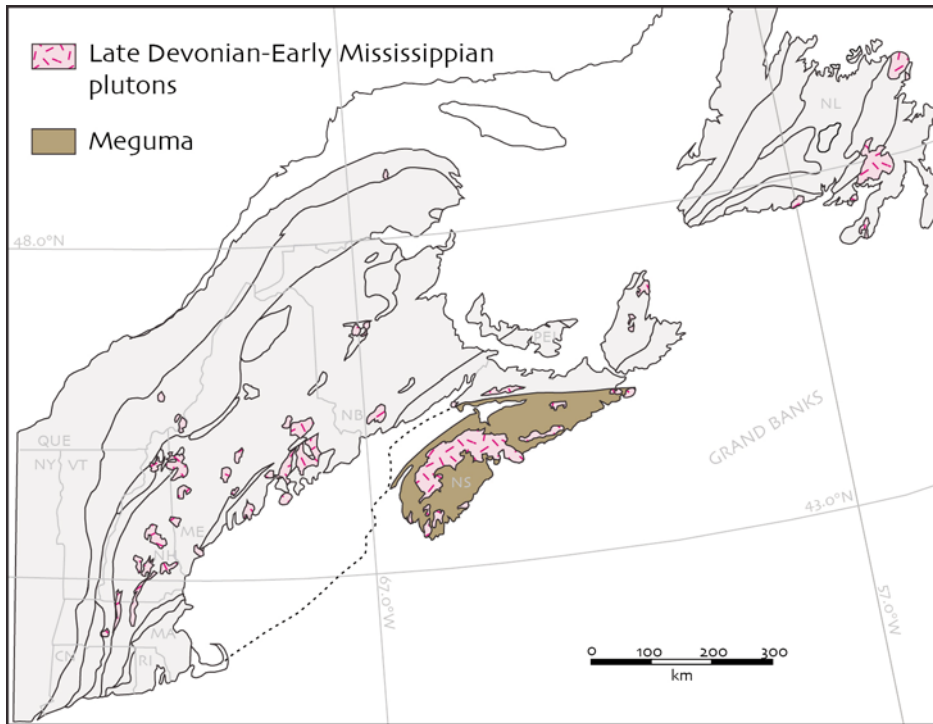 Late Devonian-Early Mississippian
plutons
Meguma
NL
48.0°N
PEI
NB
GRAND BANKS
QUE
NY VT
NS
43.0°N
ME
NH
67.0°W
57.0°W
MA
CN
RI
0 100 200 300
km